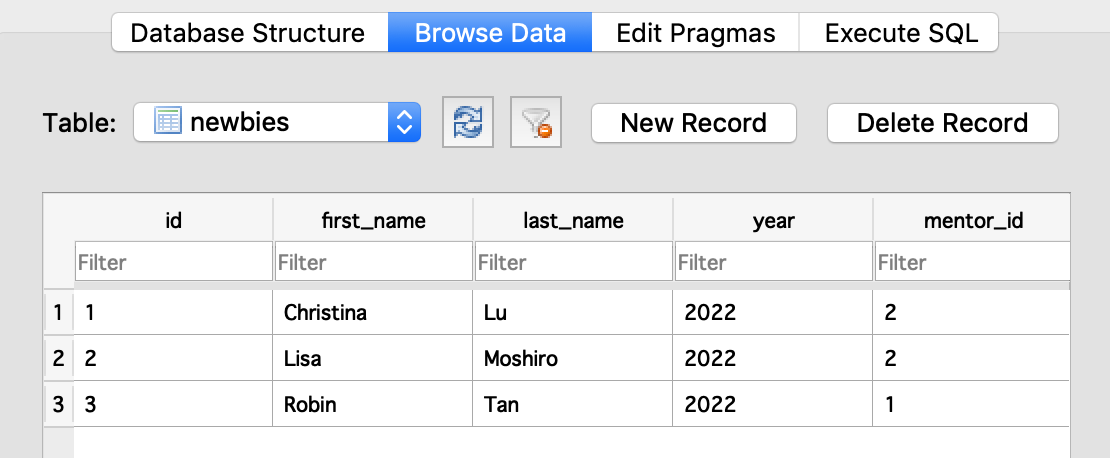 Database Structure Browse Data Edit Pragmas Execute SQL
Table: newbies New Record Delete Record
id first_name last_name year mentor_id
Filter Filter Filter Filter Filter
1 1 Christina Lu 2022 2
2 2 Lisa Moshiro 2022 2
3 3 Robin Tan 2022 1